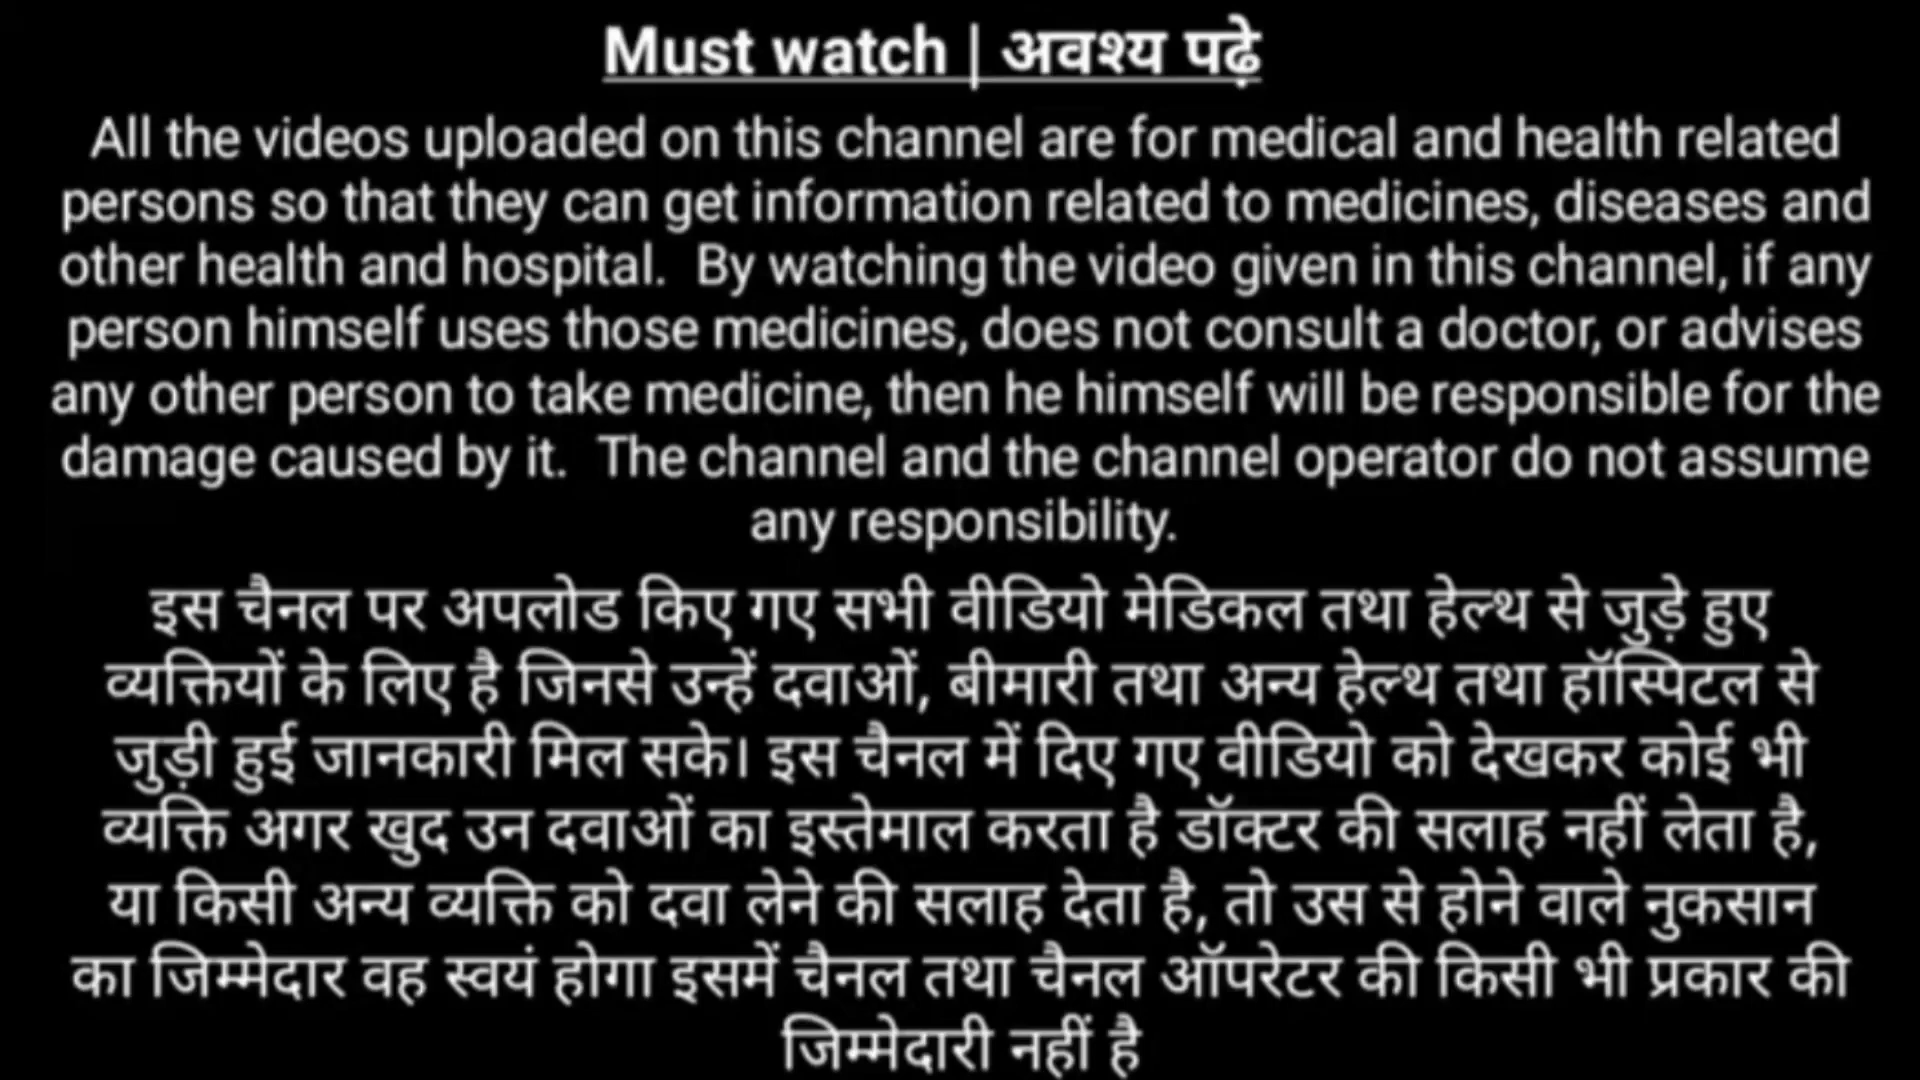 Must watch | अवश्य पढ़े
All the videos uploaded on this channel are for medical and health related
persons so that they can get information related to medicines, diseases and
other health and hospital.  By watching the video given in this channel, if any
person himself uses those medicines, does not consult a doctor, or advises
any other person to take medicine, then he himself will be responsible for the
damage caused by it.  The channel and the channel operator do not assume
any responsibility.
इस चैनल पर अपलोड किए गए सभी वीडियो मेडिकल तथा हेल्थ से जुड़े हुए
व्यक्तियों के लिए है जिनसे उन्हें दवाओं, बीमारी तथा अन्य हेल्थ तथा हॉस्पिटल से
जुड़ी हुई जानकारी मिल सके। इस चैनल में दिए गए वीडियो को देखकर कोई भी
व्यक्ति अगर खुद उन दवाओं का इस्तेमाल करता है डॉक्टर की सलाह नहीं लेता है,
या किसी अन्य व्यक्ति को दवा लेने की सलाह देता है, तो उस से होने वाले नुकसान
का जिम्मेदार वह स्वयं होगा इसमें चैनल तथा चैनल ऑपरेटर की किसी भी प्रकार की
जिम्मेदारी नहीं है